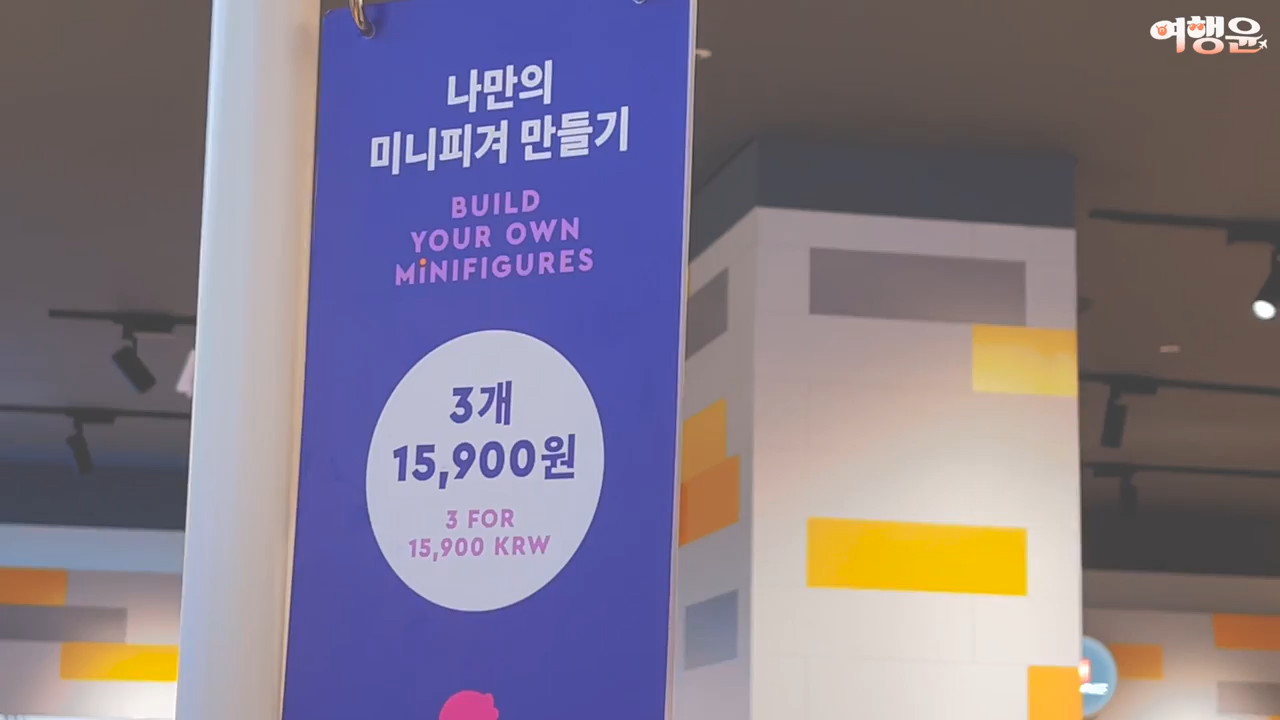 여행윤
나만의
미니피겨 만들기
BUILD
YOUR OWN
MiNIFIGURES
3개
15,900원
3 FOR
15,900 KRW